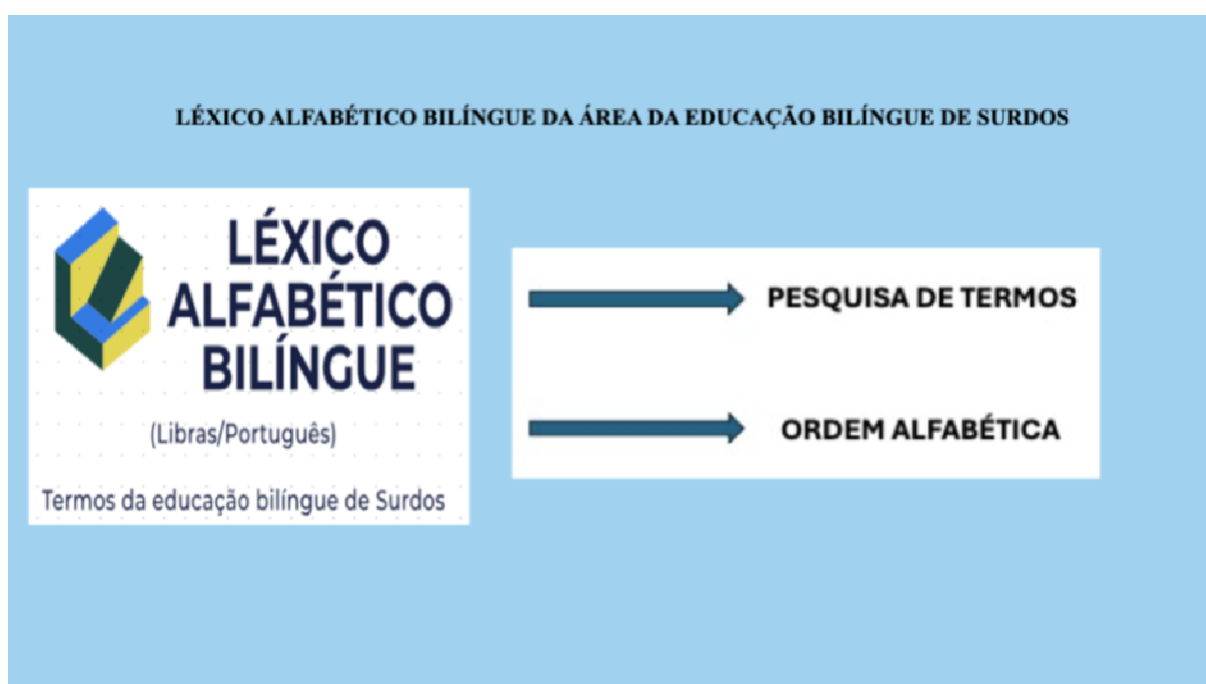 LÉXICO ALFABÉTICO BILÍNGUE DA ÁREA DA EDUCAÇÃO BILÍNGUE DE SURDOS
LÉXICO
ALFABÉTICO
BILÍNGUE
(Libras/Português)
Termos da educação bilíngue de Surdos
PESQUISA DE TERMOS
ORDEM ALFABÉTICA